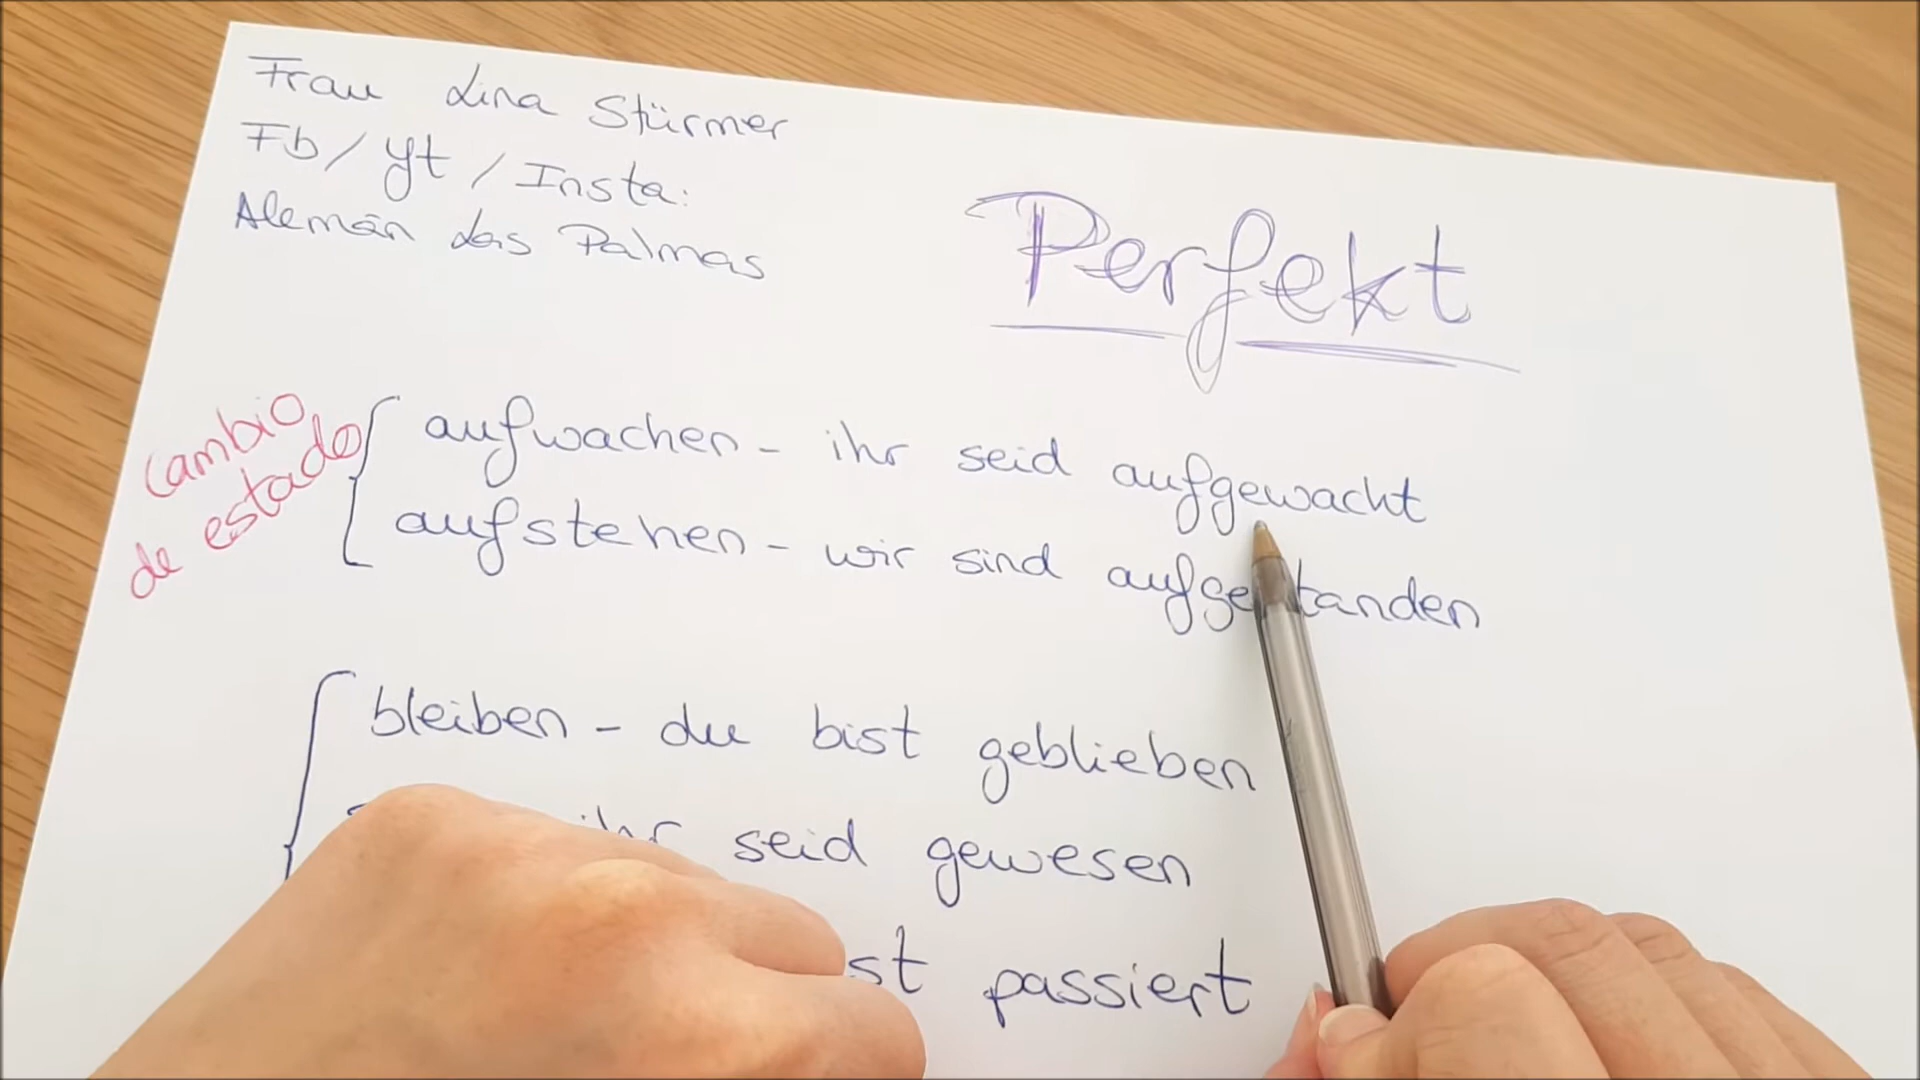 Frau Lina Stürmer
Fb/yt/Insta:
Alemán Las Palmas
Perfekt
cambio
de estado
aufwachen - ihr seid aufgewacht
aufstehen - wir sind
bleiben - du bist geblieben
ihr seid gewesen
passiert